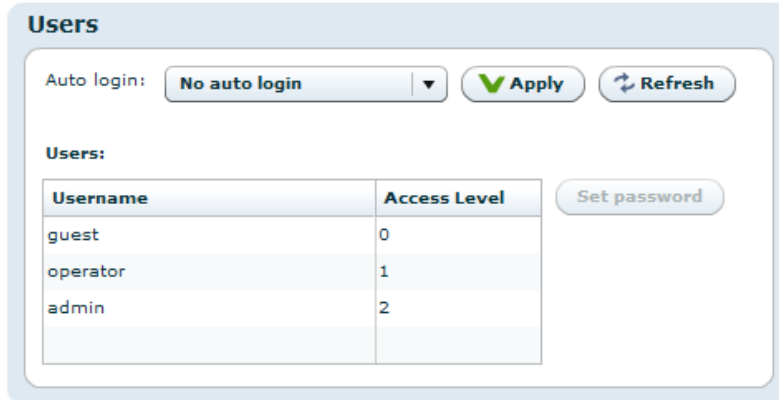 Users
Auto login: No auto login Apply Refresh
Users:
Username Access Level Set password
guest 0
operator 1
admin 2